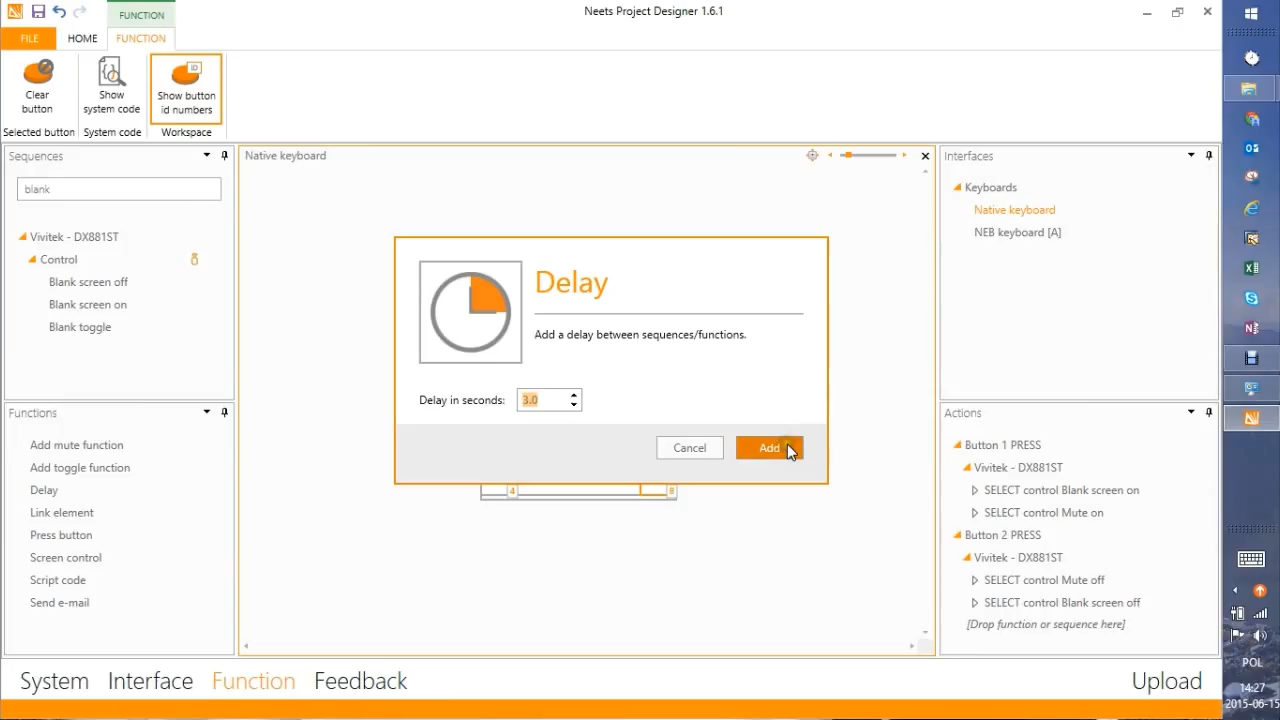 FUNCTION
Neets Project Designer 1.6.1
FILE
HOME
FUNCTION
Clear
button
Show
system code
ID
Show button
id numbers
Selected button
System code
Workspace
Sequences
blank
Vivitek - DX881ST
Control
Blank screen off
Blank screen on
Blank toggle
Functions
Add mute function
Add toggle function
Delay
Link element
Press button
Screen control
Script code
Send e-mail
Native keyboard
Delay
Add a delay between sequences/functions.
Delay in seconds: 3.0
Cancel
Add
4
8
Interfaces
Keyboards
Native keyboard
NEB keyboard [A]
Actions
Button 1 PRESS
Vivitek - DX881ST
SELECT control Blank screen on
SELECT control Mute on
Button 2 PRESS
Vivitek - DX881ST
SELECT control Mute off
SELECT control Blank screen off
[Drop function or sequence here]
System
Interface
Function
Feedback
Upload
POL
14:27
2015-06-15